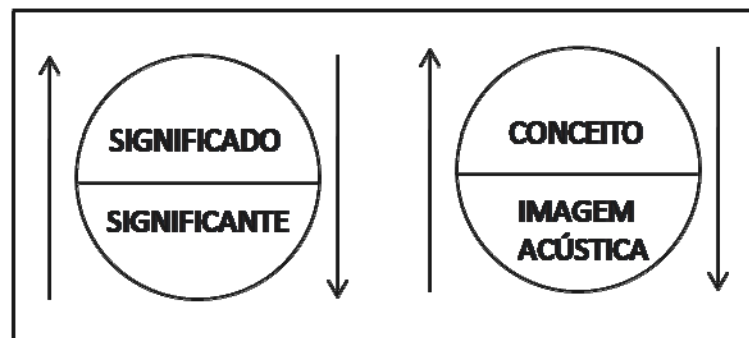 SIGNIFICADO
SIGNIFICANTE
CONCEITO
IMAGEM
ACÚSTICA